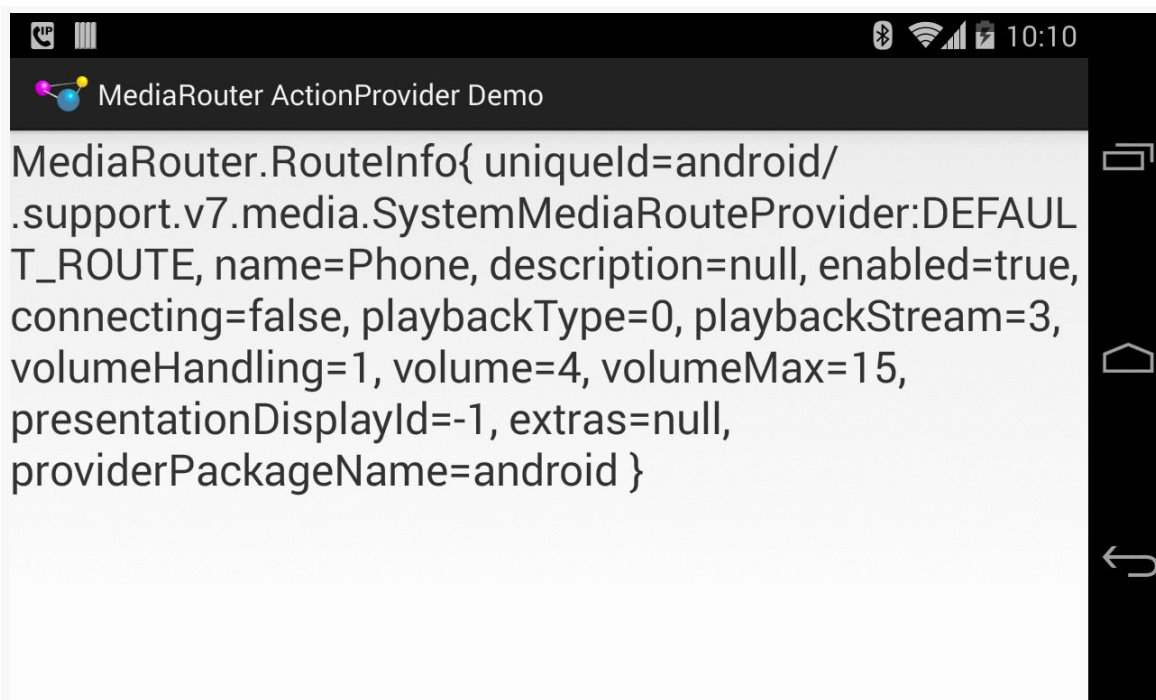 IP
10:10
MediaRouter ActionProvider Demo
MediaRouter.RouteInfo{ uniqueId=android/
.support.v7.media.SystemMediaRouteProvider:DEFAUL
T_ROUTE, name=Phone, description=null, enabled=true,
connecting=false, playbackType=0, playbackStream=3,
volumeHandling=1, volume=4, volumeMax=15,
presentationDisplayId=-1, extras=null,
providerPackageName=android }